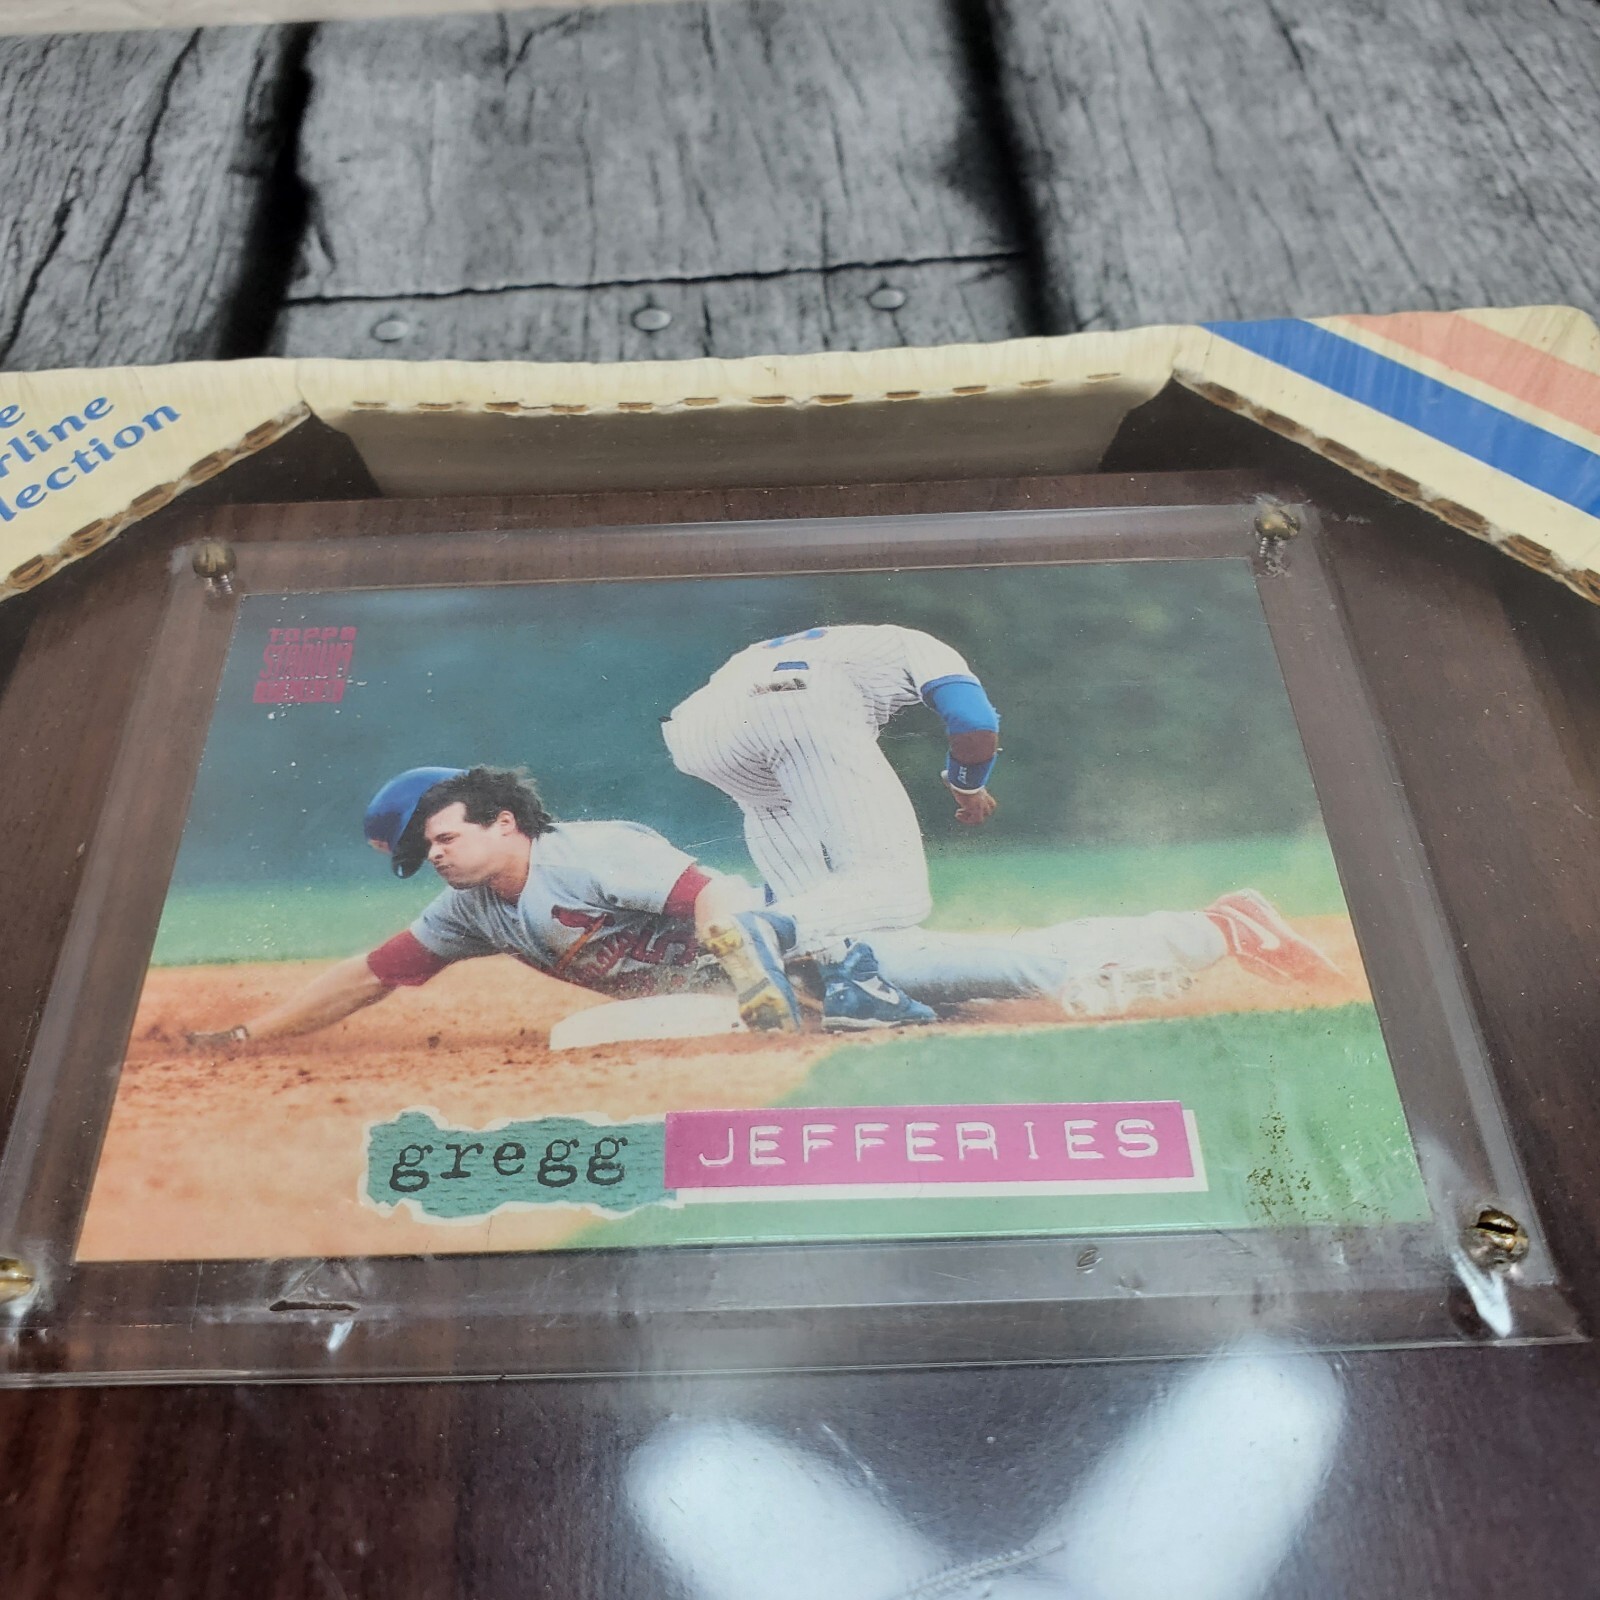 e
rline
lection
TOPPS
STADIUM
CLUB
gregg JEFFERIES